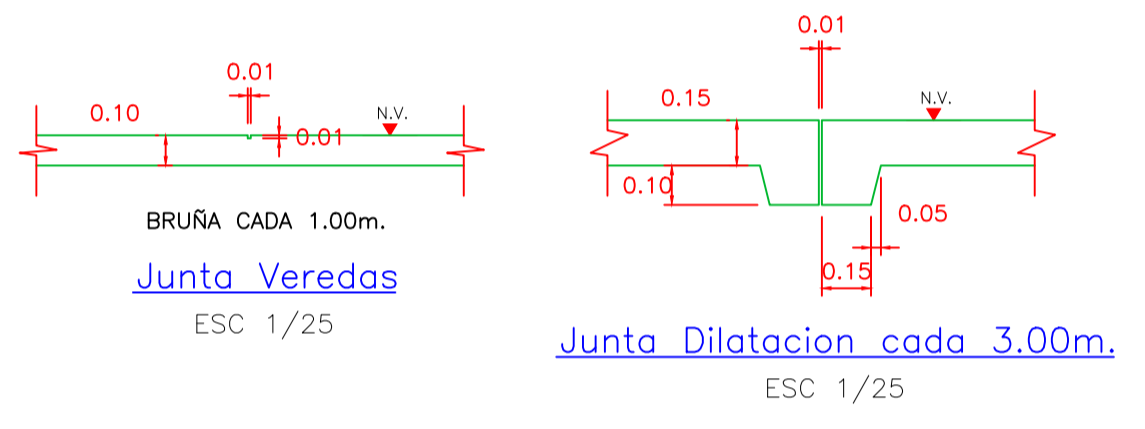 0.01
0.10
N.V.
0.01
BRUÑA CADA 1.00m.
Junta Veredas
ESC 1/25
0.01
0.15
N.V.
0.10
0.05
0.15
Junta Dilatacion cada 3.00m.
ESC 1/25